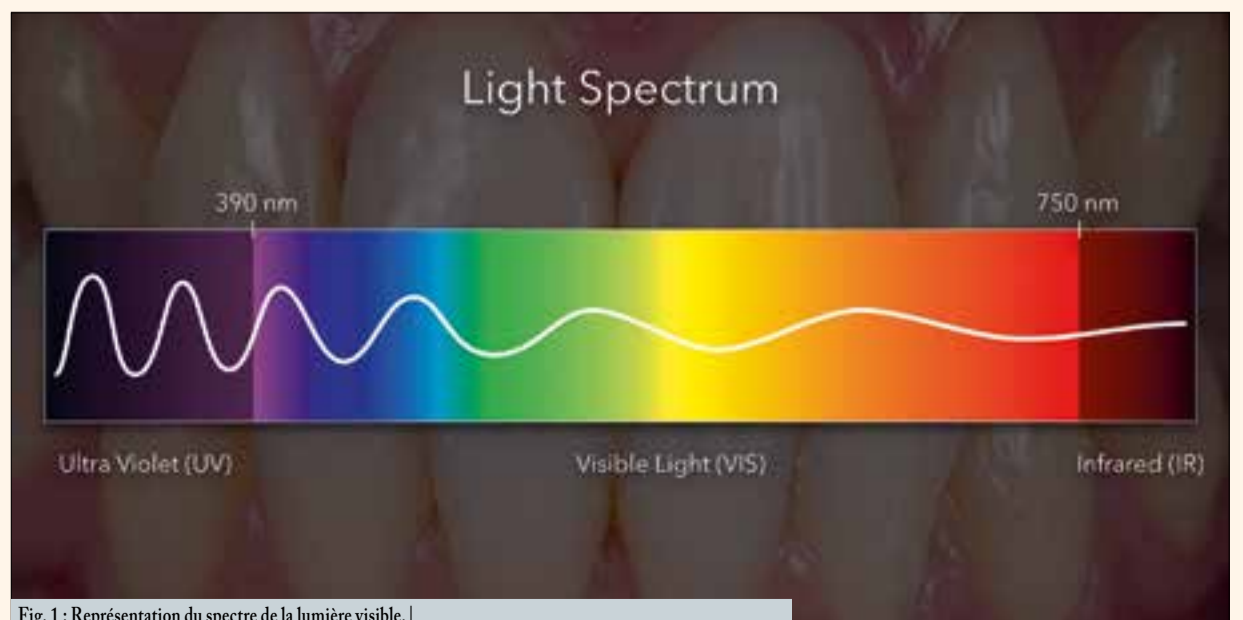 Light Spectrum
390 nm
750 nm
Ultra Violet (UV)
Visible Light (VIS)
Infrared (IR)
Fig. 1 : Représentation du spectre de la lumière visible. |